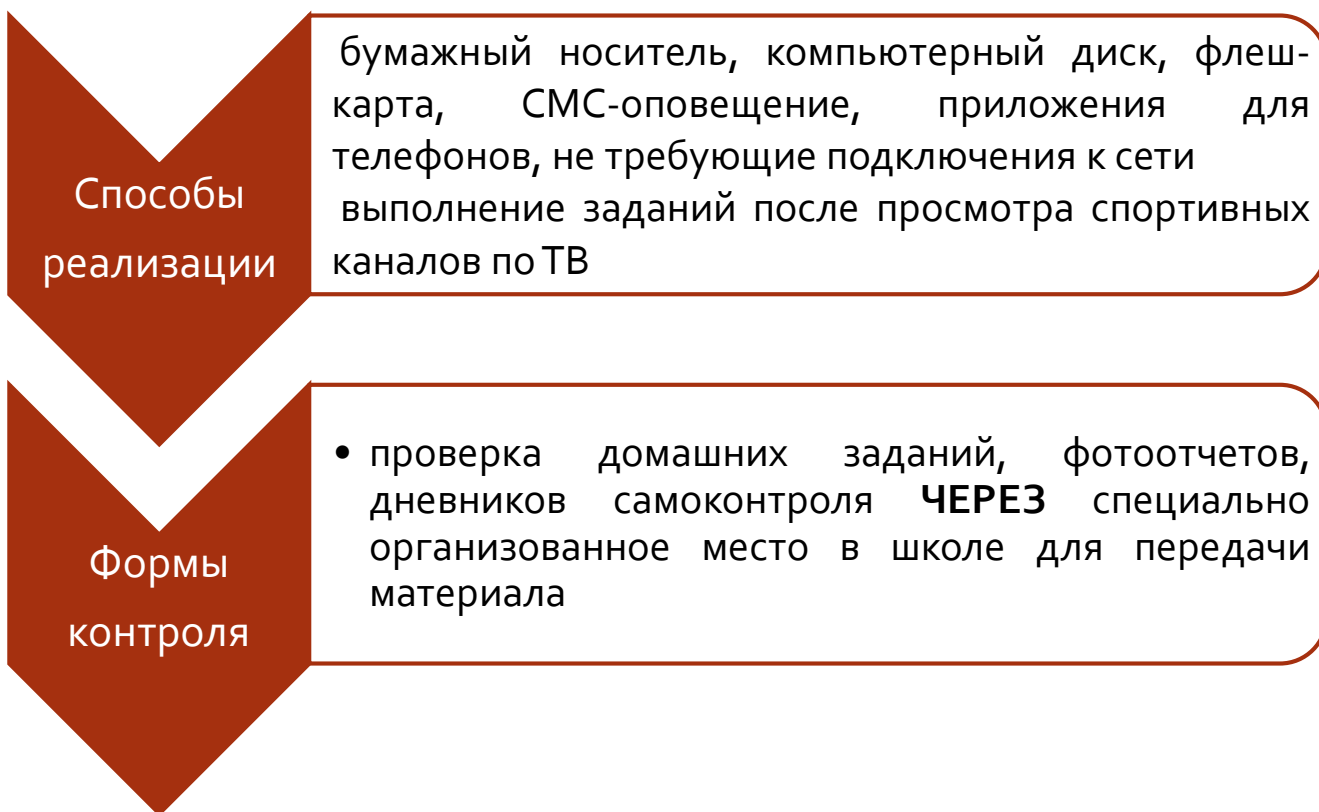 Способы
реализации
бумажный носитель, компьютерный диск, флеш-
карта, СМС-оповещение, приложения для
телефонов, не требующие подключения к сети
выполнение заданий после просмотра спортивных
каналов по ТВ
Формы
контроля
• проверка домашних заданий, фотоотчетов,
дневников самоконтроля ЧЕРЕЗ специально
организованное место в школе для передачи
материала